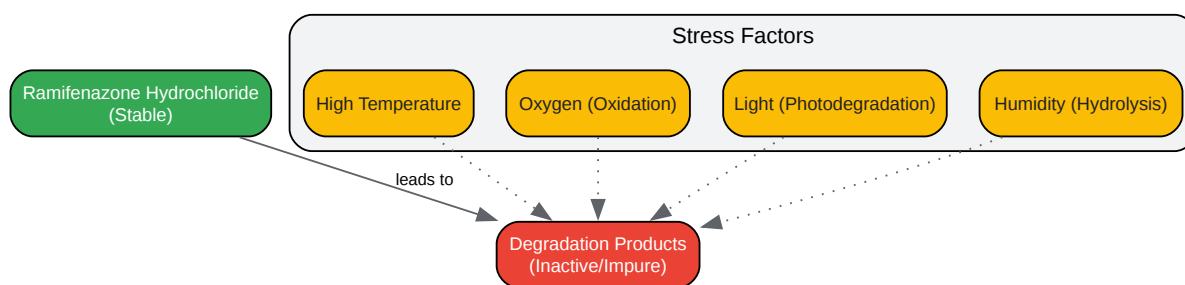 Stress Factors
Ramifenazone Hydrochloride
(Stable)
High Temperature
Oxygen (Oxidation)
Light (Photodegradation)
Humidity (Hydrolysis)
leads to
Degradation Products
(Inactive/Impure)